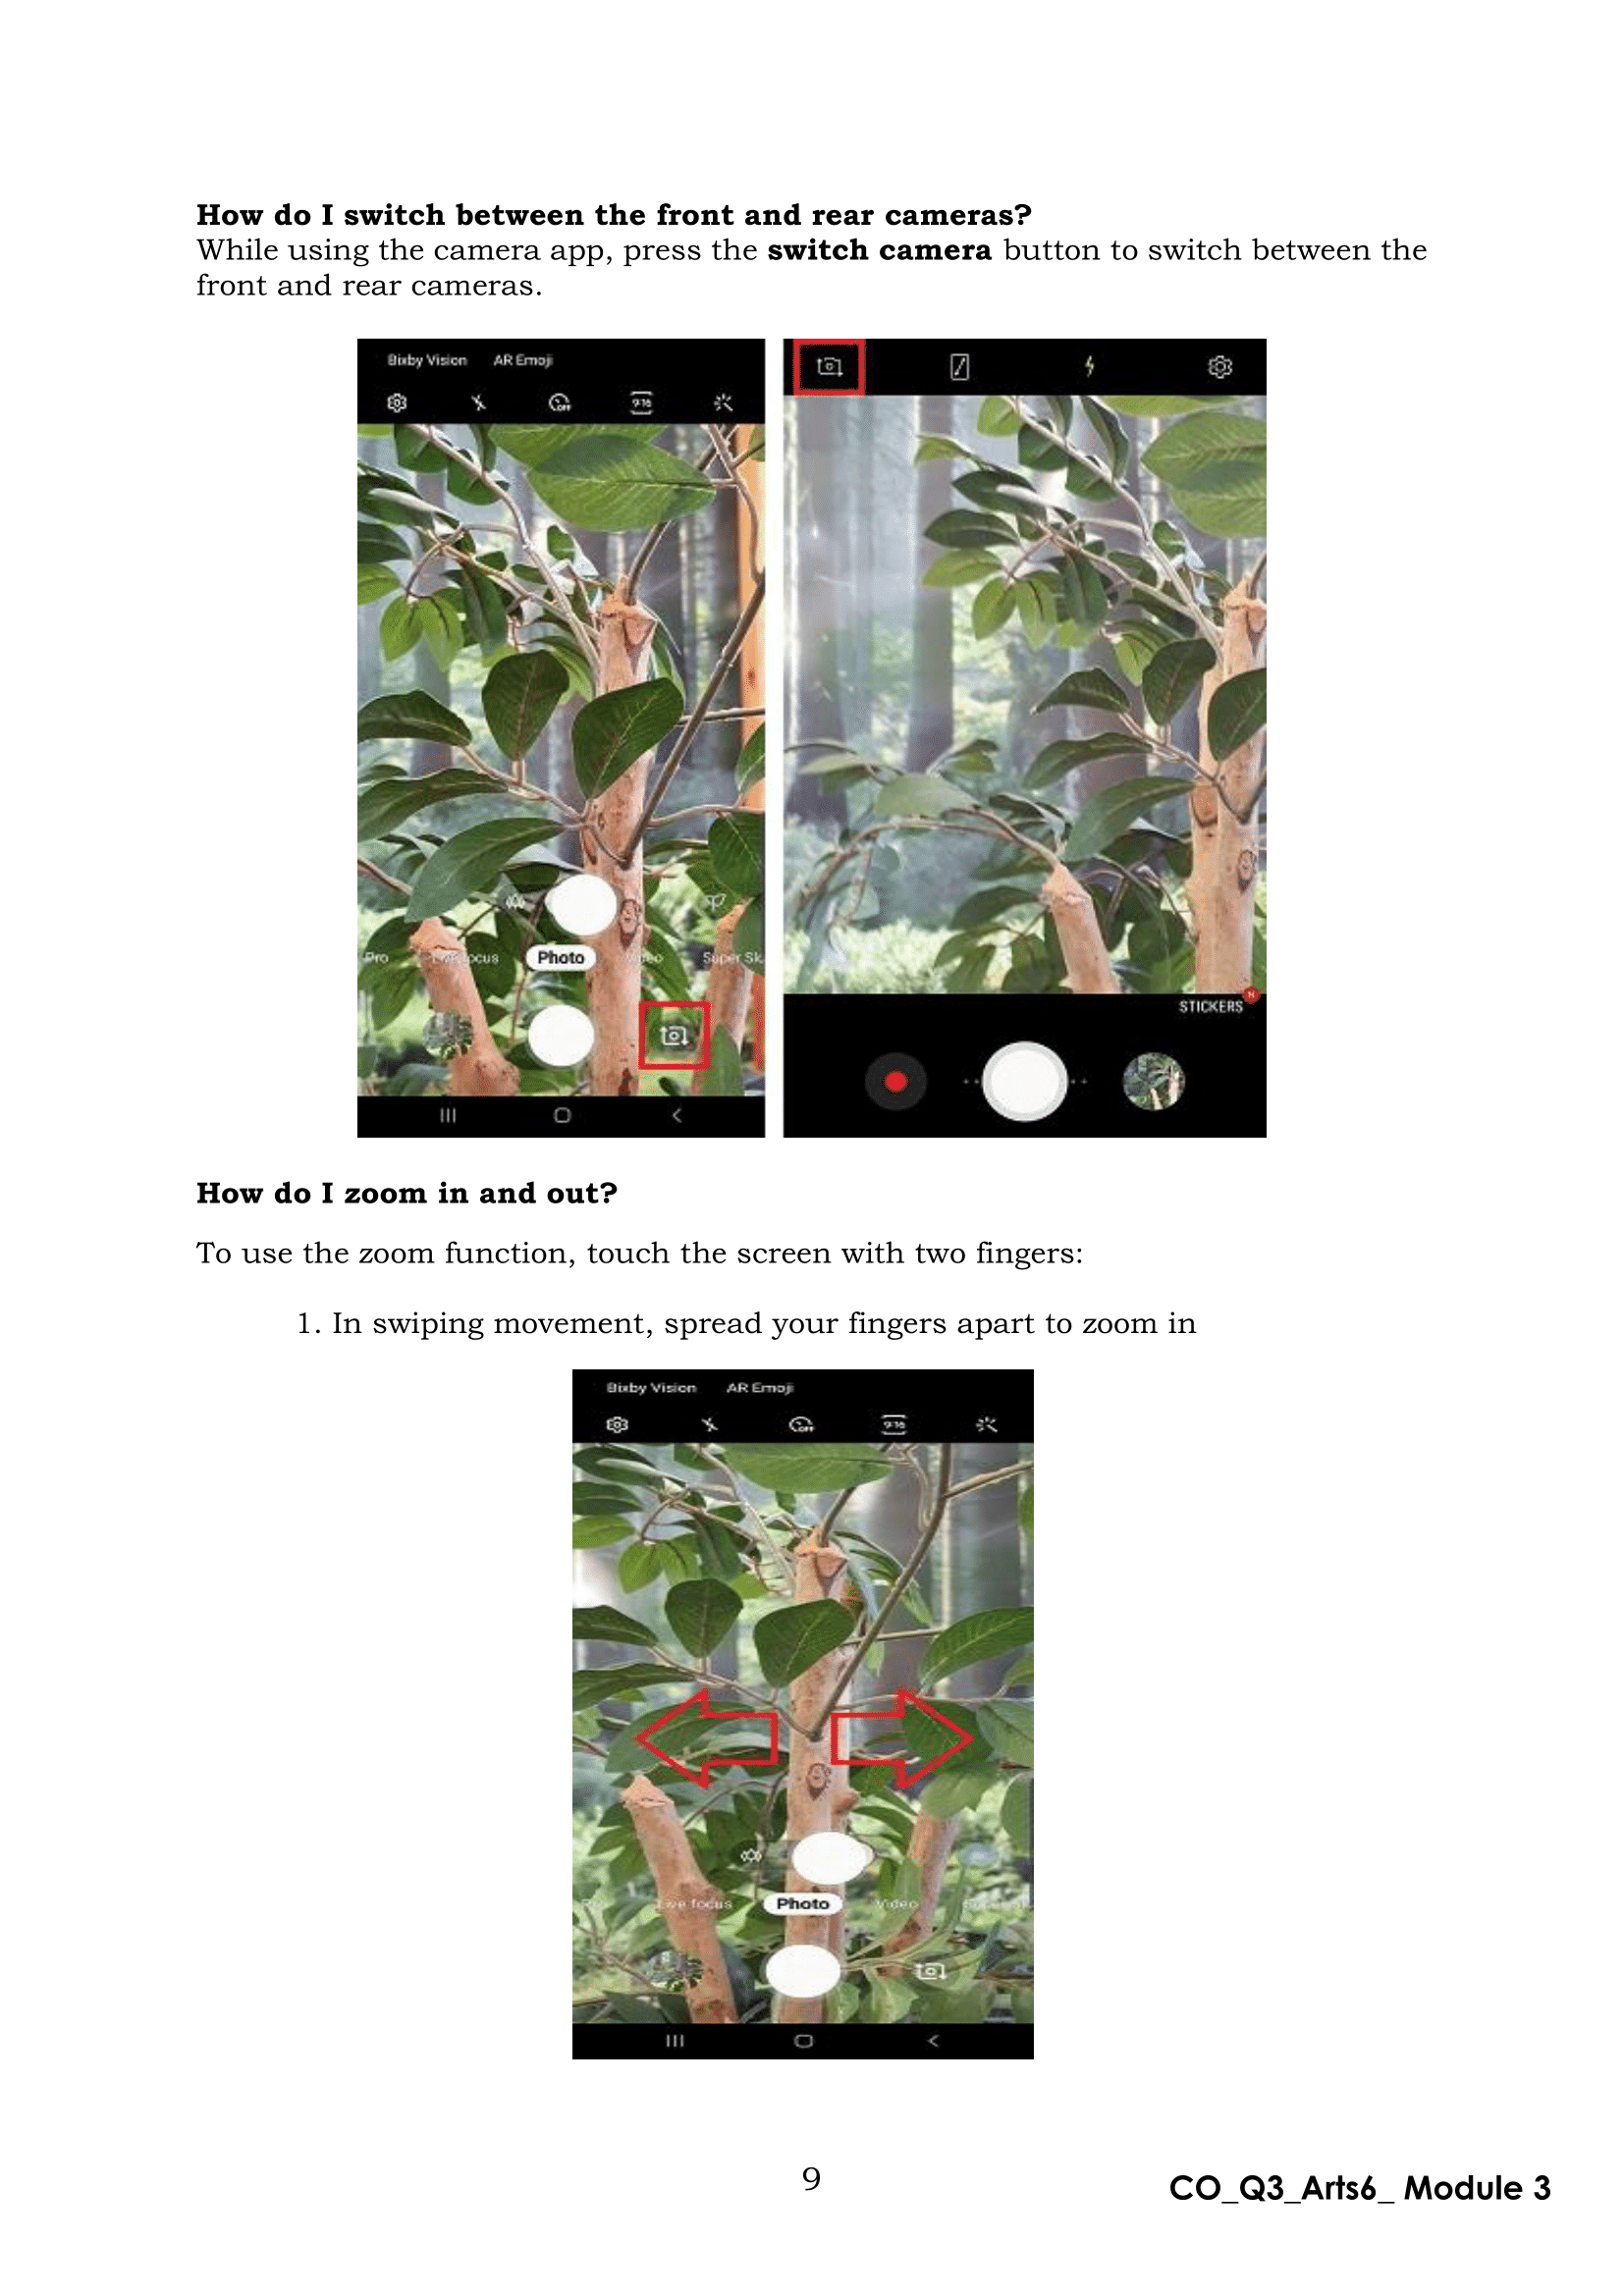 How do I switch between the front and rear cameras?
While using the camera app, press the switch camera button to switch between the
front and rear cameras.
Bixby Vision AR Emoji
OFF
9:16
Pro Live focus Photo Video Super Sl
STICKERS N
How do I zoom in and out?
To use the zoom function, touch the screen with two fingers:
1. In swiping movement, spread your fingers apart to zoom in
Bixby Vision AR Emoji
OFF
9:16
Live focus Photo Video
9
CO_Q3_Arts6_ Module 3